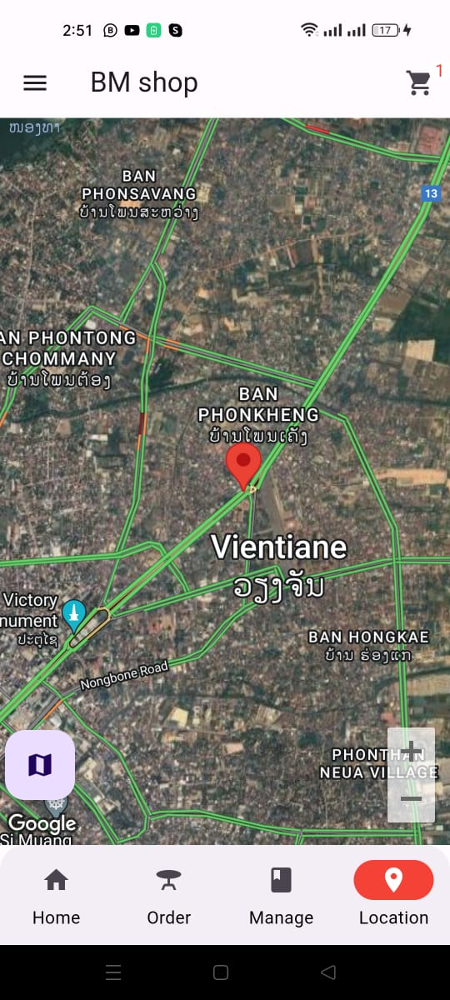 2:51
17
BM shop
1
ໜອງທາ
BAN
PHONSAVANG
ບ້ານໂພນສະຫວ່າງ
13
AN PHONTONG
CHOMMANY
ບ້ານໂພນຕ້ອງ
BAN
PHONKHENG
ບ້ານໂພນເຄັງ
Vientiane
ວຽງຈັນ
Victory
nument
ປະຕູໄຊ
BAN HONGKAE
ບ້ານ ຮ່ອງແກ
Nongbone Road
PHONTHAN
NEUA VILLAGE
Google
Si Muang
Home
Order
Manage
Location